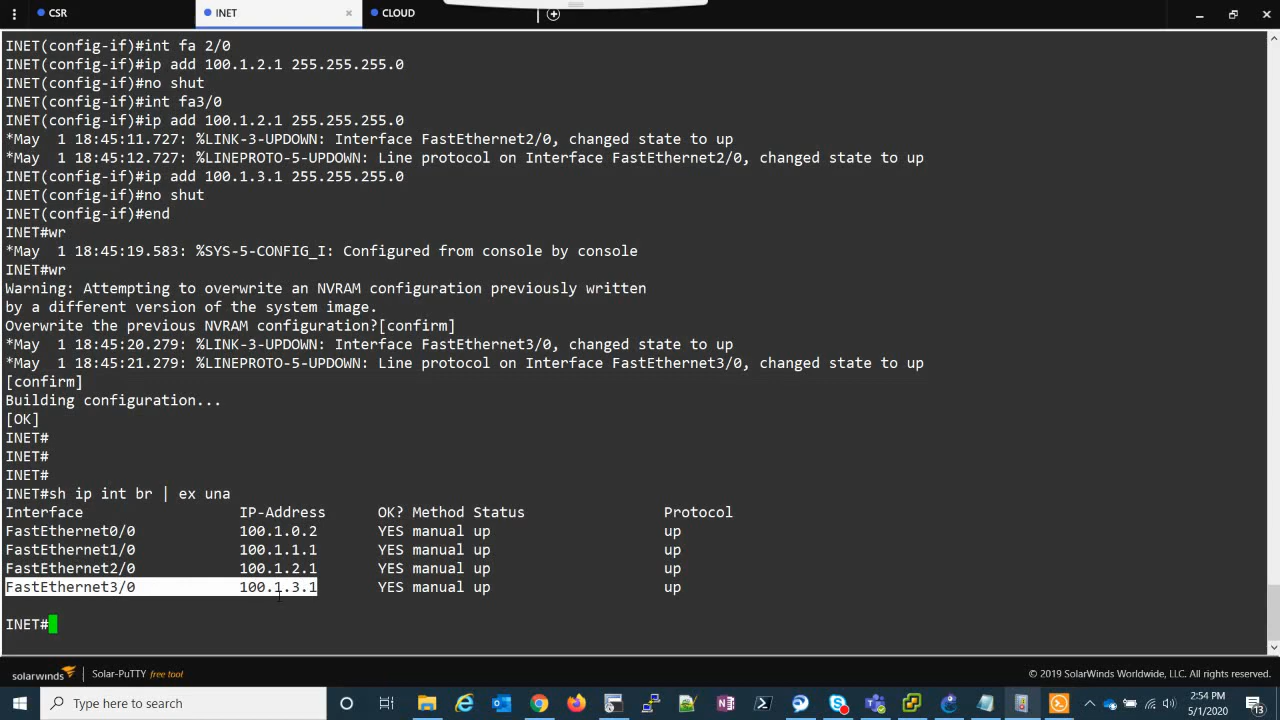 CSR
INET
CLOUD
INET(config-if)#int fa 2/0
INET(config-if)#ip add 100.1.2.1 255.255.255.0
INET(config-if)#no shut
INET(config-if)#int fa3/0
INET(config-if)#ip add 100.1.2.1 255.255.255.0
*May  1 18:45:11.727: %LINK-3-UPDOWN: Interface FastEthernet2/0, changed state to up
*May  1 18:45:12.727: %LINEPROTO-5-UPDOWN: Line protocol on Interface FastEthernet2/0, changed state to up
INET(config-if)#ip add 100.1.3.1 255.255.255.0
INET(config-if)#no shut
INET(config-if)#end
INET#wr
*May  1 18:45:19.583: %SYS-5-CONFIG_I: Configured from console by console
INET#wr
Warning: Attempting to overwrite an NVRAM configuration previously written
by a different version of the system image.
Overwrite the previous NVRAM configuration?[confirm]
*May  1 18:45:20.279: %LINK-3-UPDOWN: Interface FastEthernet3/0, changed state to up
*May  1 18:45:21.279: %LINEPROTO-5-UPDOWN: Line protocol on Interface FastEthernet3/0, changed state to up
[confirm]
Building configuration...
[OK]
INET#
INET#
INET#
INET#sh ip int br | ex una
Interface IP-Address OK? Method Status Protocol
FastEthernet0/0 100.1.0.2 YES manual up up
FastEthernet1/0 100.1.1.1 YES manual up up
FastEthernet2/0 100.1.2.1 YES manual up up
FastEthernet3/0 100.1.3.1 YES manual up up
INET#
solarwinds Solar-PuTTY free tool © 2019 SolarWinds Worldwide, LLC. All rights reserved.
Type here to search
2:54 PM
5/1/2020
13